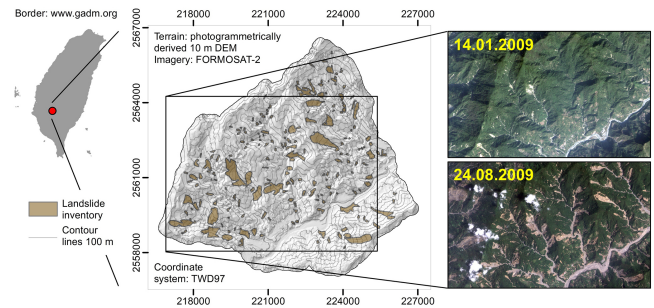 Border: www.gadm.org
218000 221000 224000 227000
2567000
2564000
2561000
2558000
Terrain: photogrammetrically
derived 10 m DEM
Imagery: FORMOSAT-2
14.01.2009
24.08.2009
Landslide
inventory
Contour
lines 100 m
Coordinate
system: TWD97
218000 221000 224000 227000